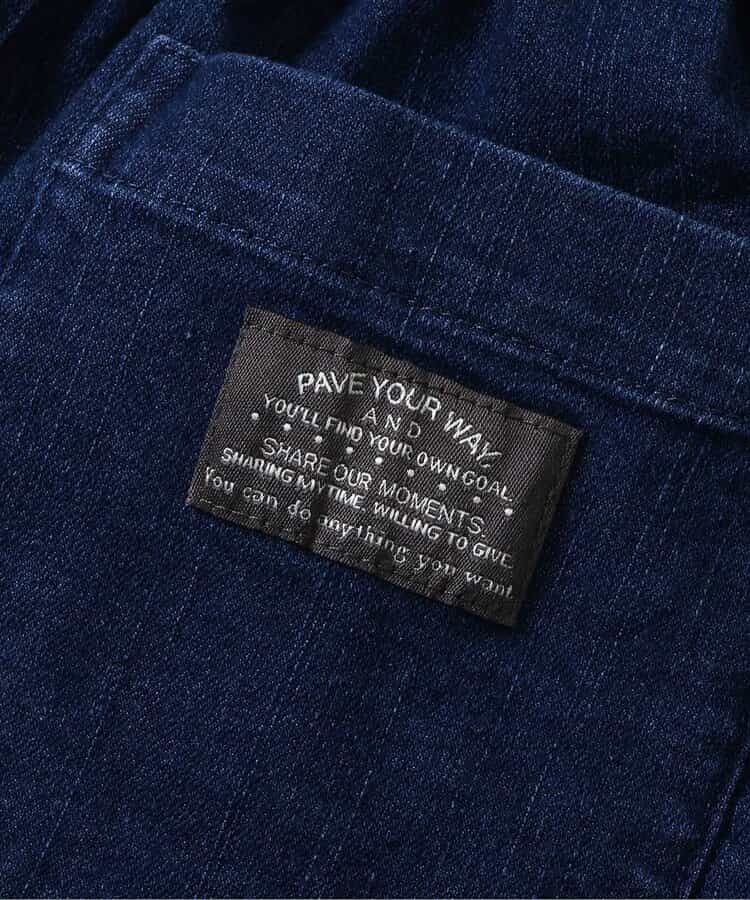 PAVE YOUR WAY.
AND
YOU'LL FIND YOUR OWN GOAL.
SHARE OUR MOMENTS.
SHARING MY TIME. WILLING TO GIVE.
You can do anything you want